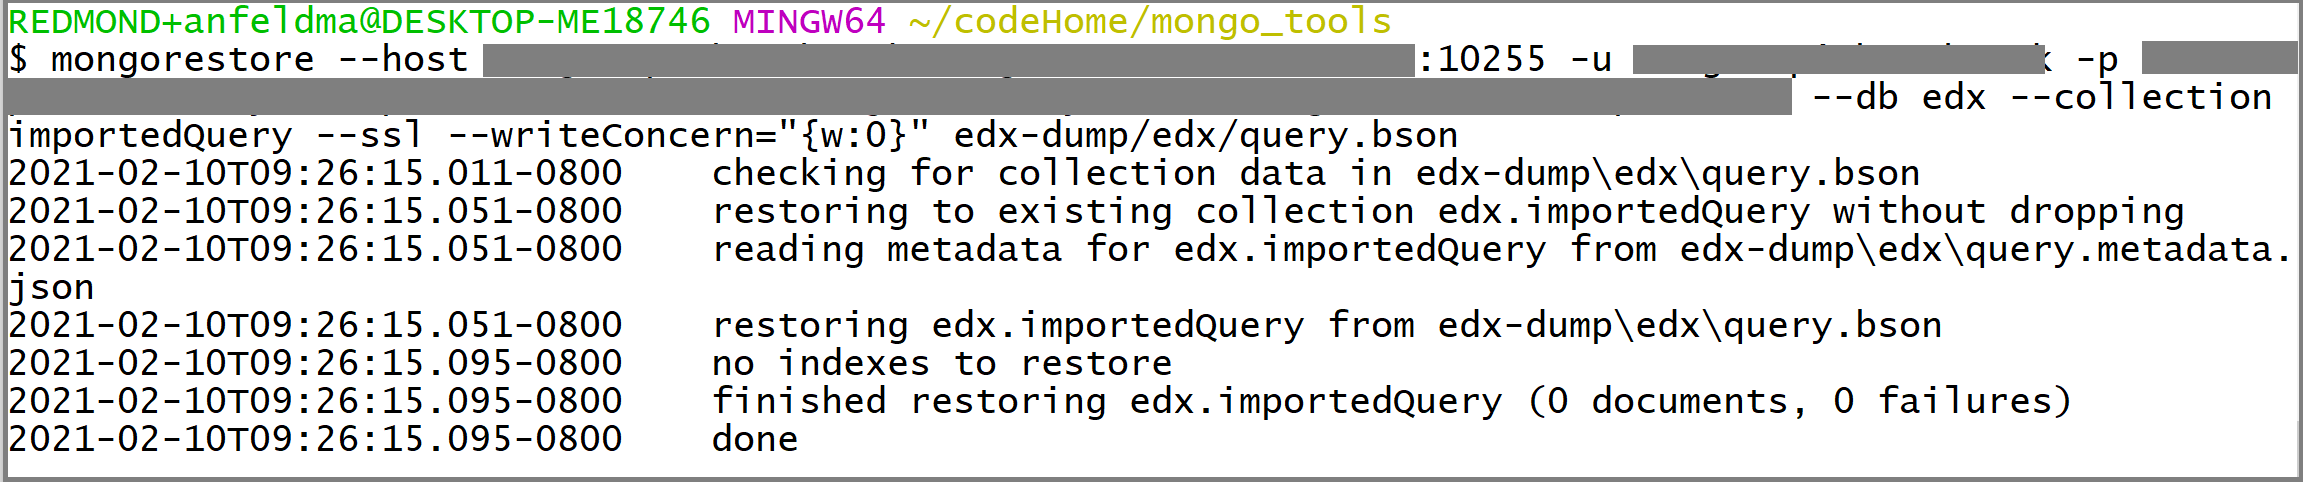 REDMOND+anfeldma@DESKTOP-ME18746 MINGW64 ~/codeHome/mongo_tools
$ mongorestore --host :10255 -u -p
--db edx --collection
importedQuery --ssl --writeConcern="{w:0}" edx-dump/edx/query.bson
2021-02-10T09:26:15.011-0800 checking for collection data in edx-dump\edx\query.bson
2021-02-10T09:26:15.051-0800 restoring to existing collection edx.importedQuery without dropping
2021-02-10T09:26:15.051-0800 reading metadata for edx.importedQuery from edx-dump\edx\query.metadata.
json
2021-02-10T09:26:15.051-0800 restoring edx.importedQuery from edx-dump\edx\query.bson
2021-02-10T09:26:15.095-0800 no indexes to restore
2021-02-10T09:26:15.095-0800 finished restoring edx.importedQuery (0 documents, 0 failures)
2021-02-10T09:26:15.095-0800 done